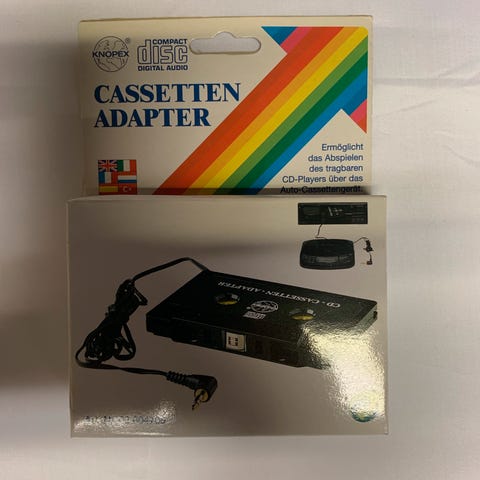 KNOPEX
COMPACT
disc
DIGITAL AUDIO
CASSETTEN
ADAPTER
Ermöglicht
das Abspielen
des tragbaren
CD-Players über das
Auto-Cassettengerät.
CD - CASSETTEN - ADAPTER
KNOPEX